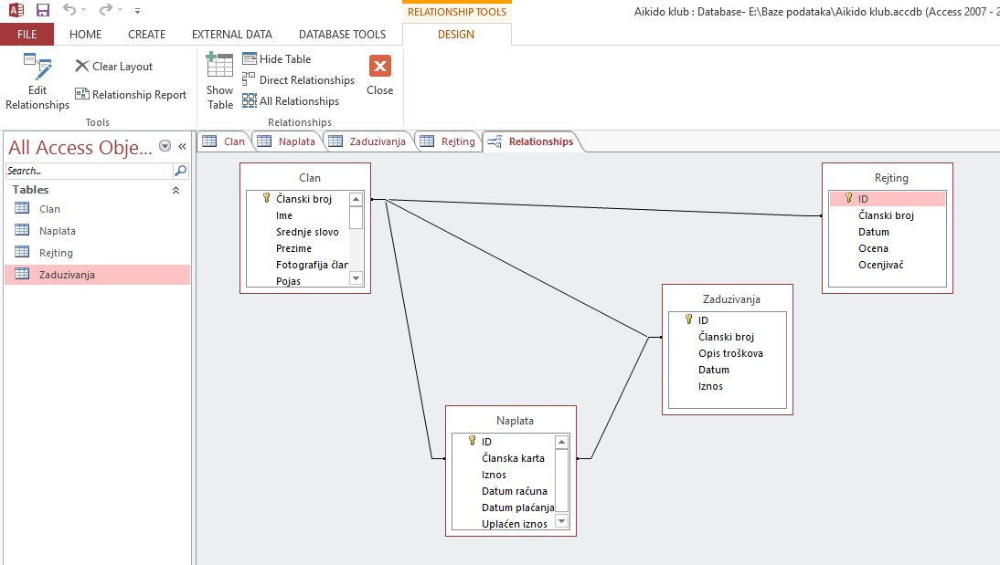 RELATIONSHIP TOOLS
Aikido klub : Database- E:\Baze podataka\Aikido klub.accdb (Access 2007 - 2
FILE HOME CREATE EXTERNAL DATA DATABASE TOOLS DESIGN
Edit
Relationships
Clear Layout
Relationship Report
Tools
Show
Table
Hide Table
Direct Relationships
All Relationships
Close
Relationships
All Access Obje...
Search...
Tables
Clan
Naplata
Rejting
Zaduzivanja
Clan Naplata Zaduzivanja Rejting Relationships
Clan
Članski broj
Ime
Srednje slovo
Prezime
Fotografija člar
Pojas
Rejting
ID
Članski broj
Datum
Ocena
Ocenjivač
Zaduzivanja
ID
Članski broj
Opis troškova
Datum
Iznos
Naplata
ID
Članska karta
Iznos
Datum računa
Datum plaćanja
Uplaćen iznos